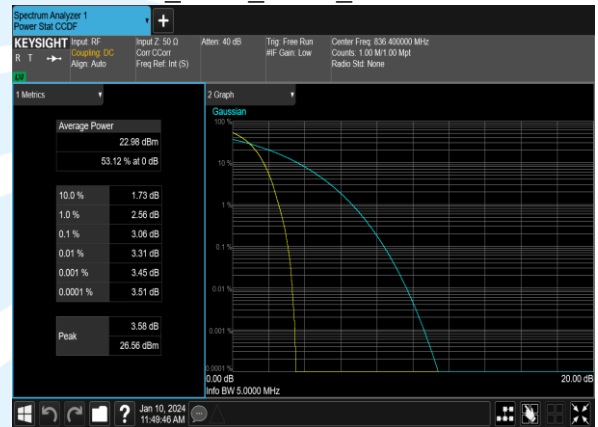 Spectrum Analyzer 1
Power Stat CCDF
KEYSIGHT
R T
LV
Input: RF
Coupling: DC
Align: Auto
Input Z: 50 Ω
Corr CCorr
Freq Ref: Int (S)
Atten: 40 dB
Trig: Free Run
#IF Gain: Low
Center Freq: 836.400000 MHz
Counts: 1.00 M/1.00 Mpt
Radio Std: None
1 Metrics
Average Power
22.98 dBm
53.12 % at 0 dB
10.0 % 1.73 dB
1.0 % 2.56 dB
0.1 % 3.06 dB
0.01 % 3.31 dB
0.001 % 3.45 dB
0.0001 % 3.51 dB
Peak
3.58 dB
26.56 dBm
2 Graph
Gaussian
100 %
10 %
1 %
0.1 %
0.01 %
0.001 %
0.0001 %
0.00 dB 20.00 dB
Info BW 5.0000 MHz
? Jan 10, 2024
11:49:46 AM